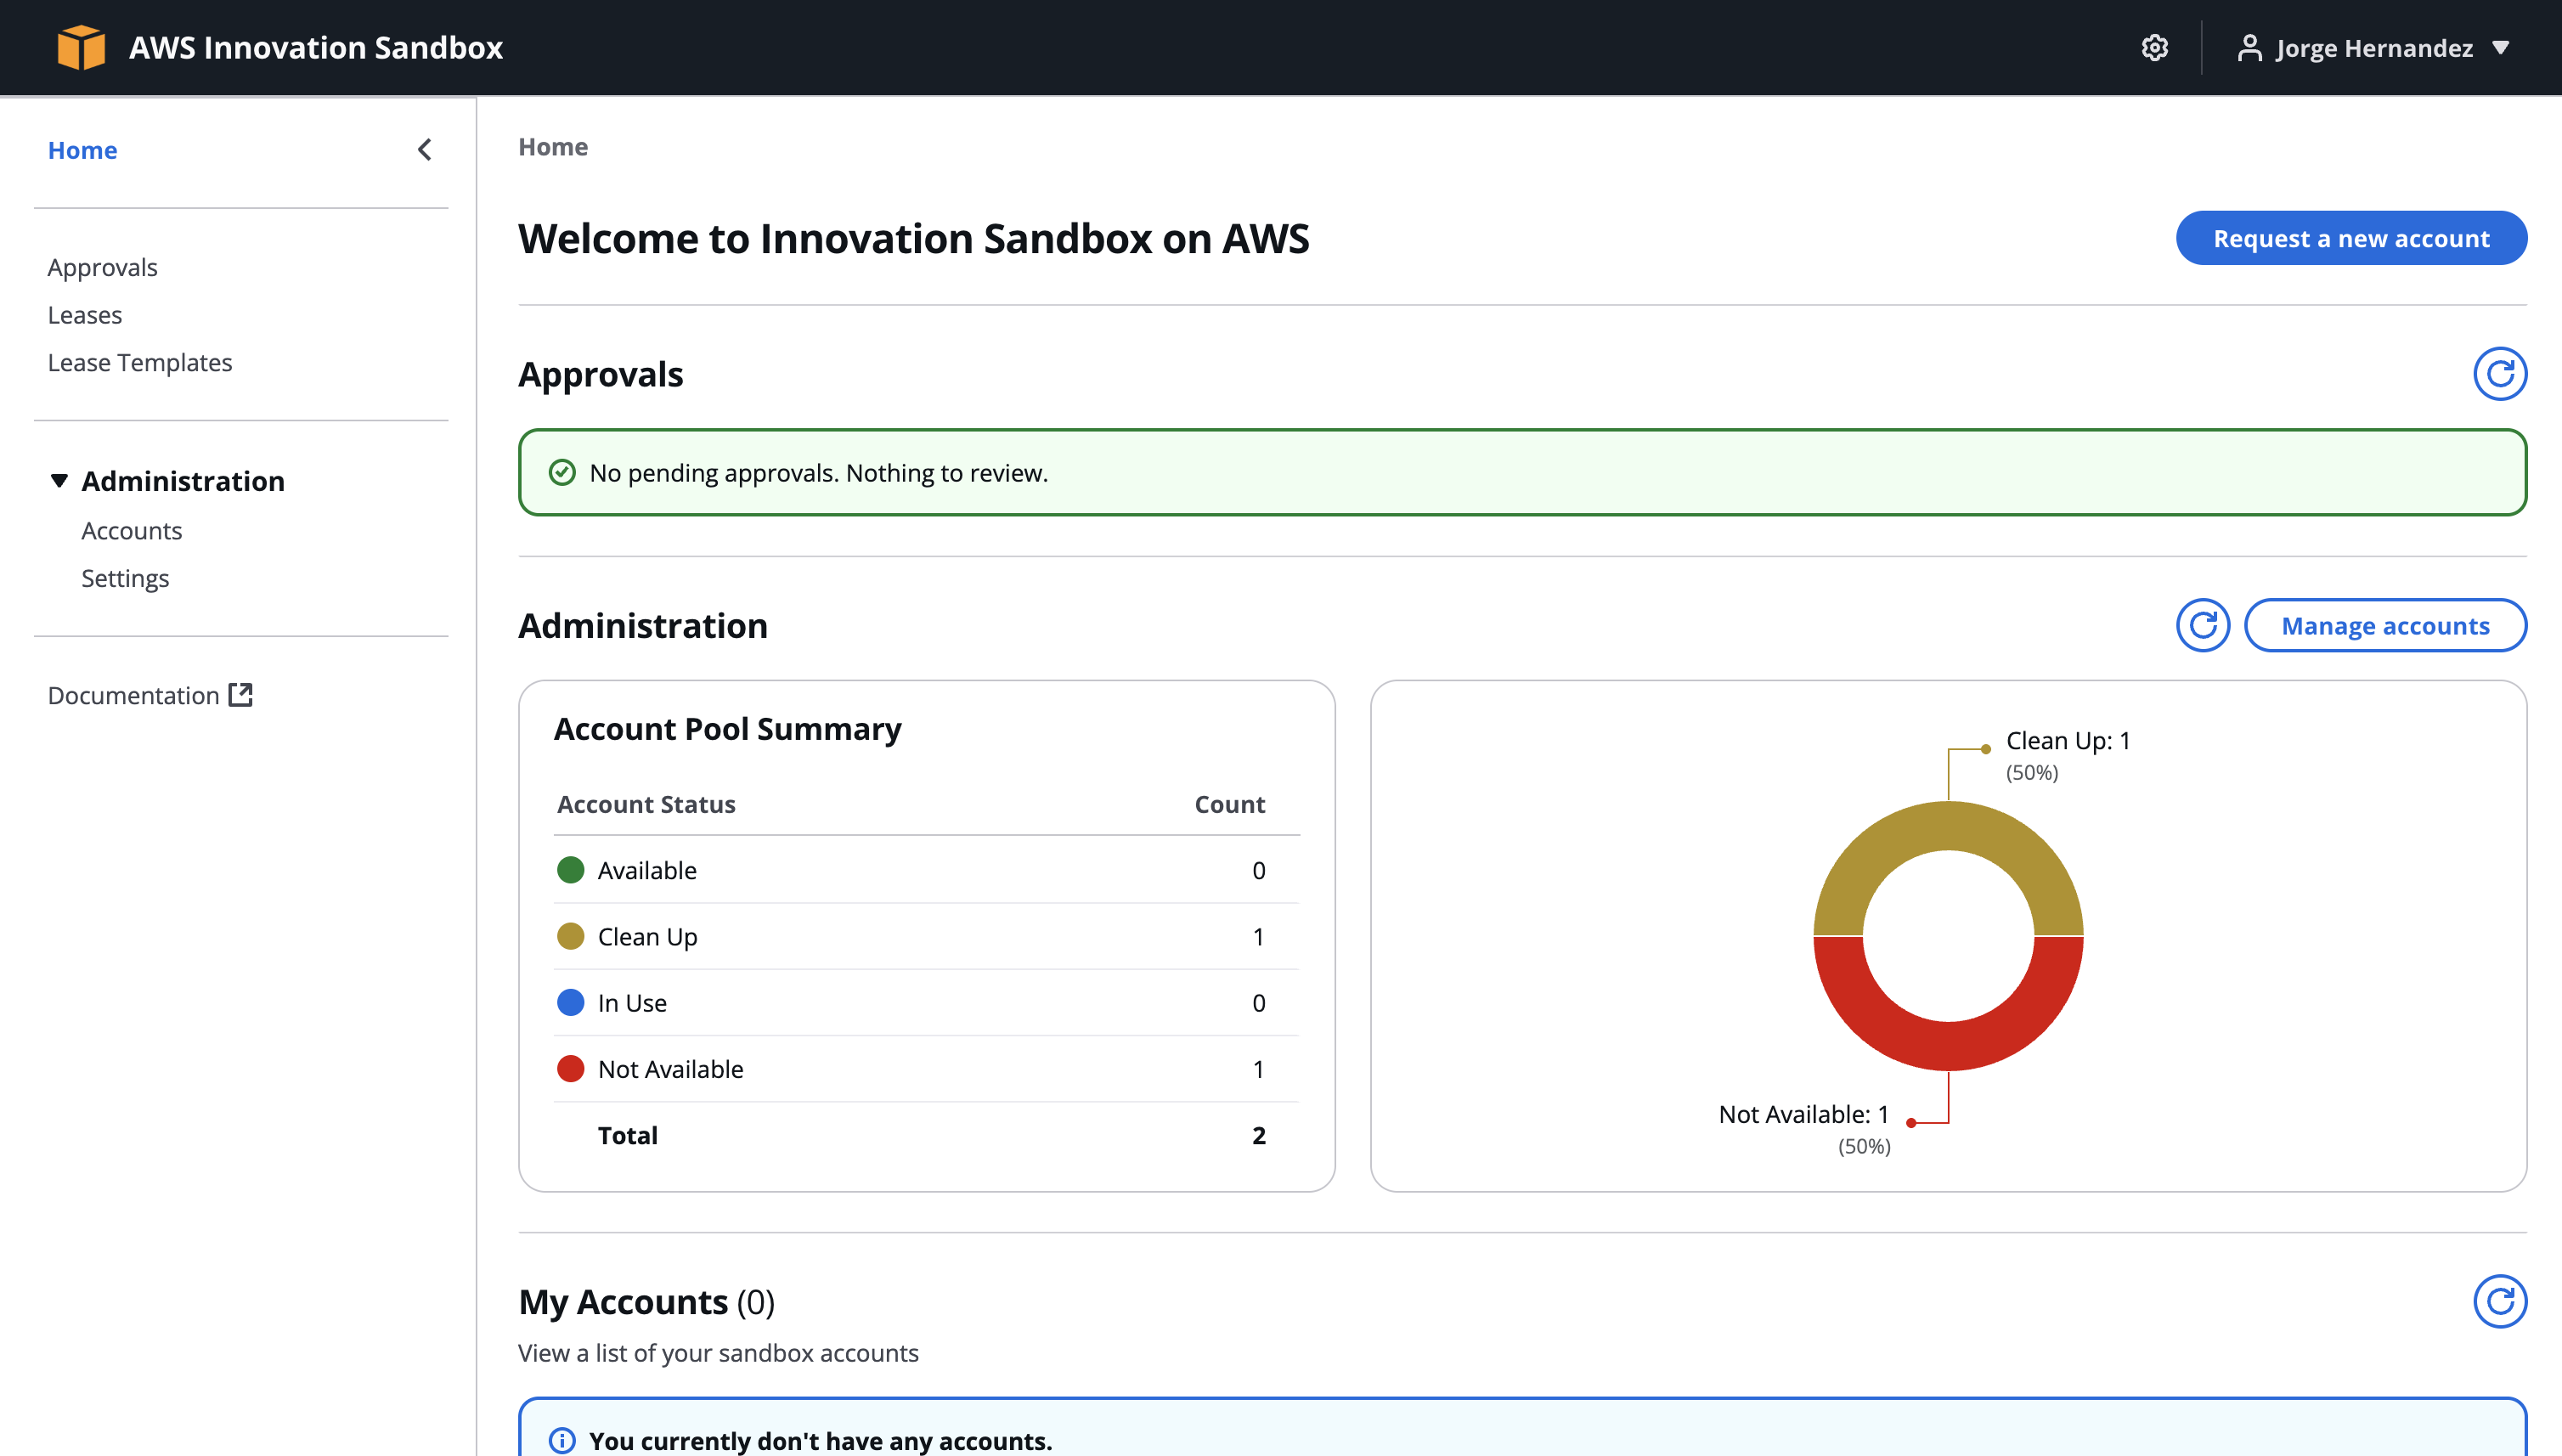 AWS Innovation Sandbox
Jorge Hernandez
Home
Approvals
Leases
Lease Templates
Administration
Accounts
Settings
Documentation
Home
Welcome to Innovation Sandbox on AWS
Request a new account
Approvals
No pending approvals. Nothing to review.
Administration
Manage accounts
Account Pool Summary
Account Status Count
Available 0
Clean Up 1
In Use 0
Not Available 1
Total 2
Clean Up: 1
(50%)
Not Available: 1
(50%)
My Accounts (0)
View a list of your sandbox accounts
You currently don't have any accounts.